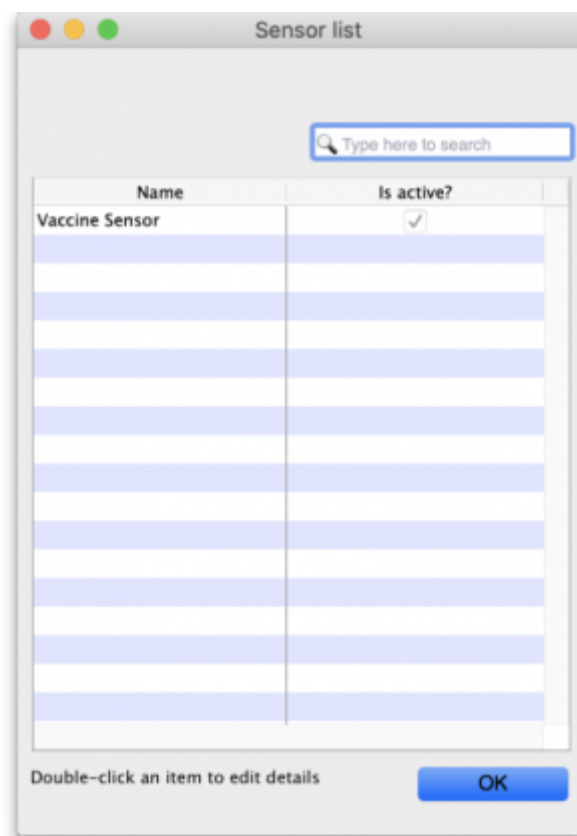 Sensor list
Type here to search
Name Is active?
Vaccine Sensor
Double-click an item to edit details
OK